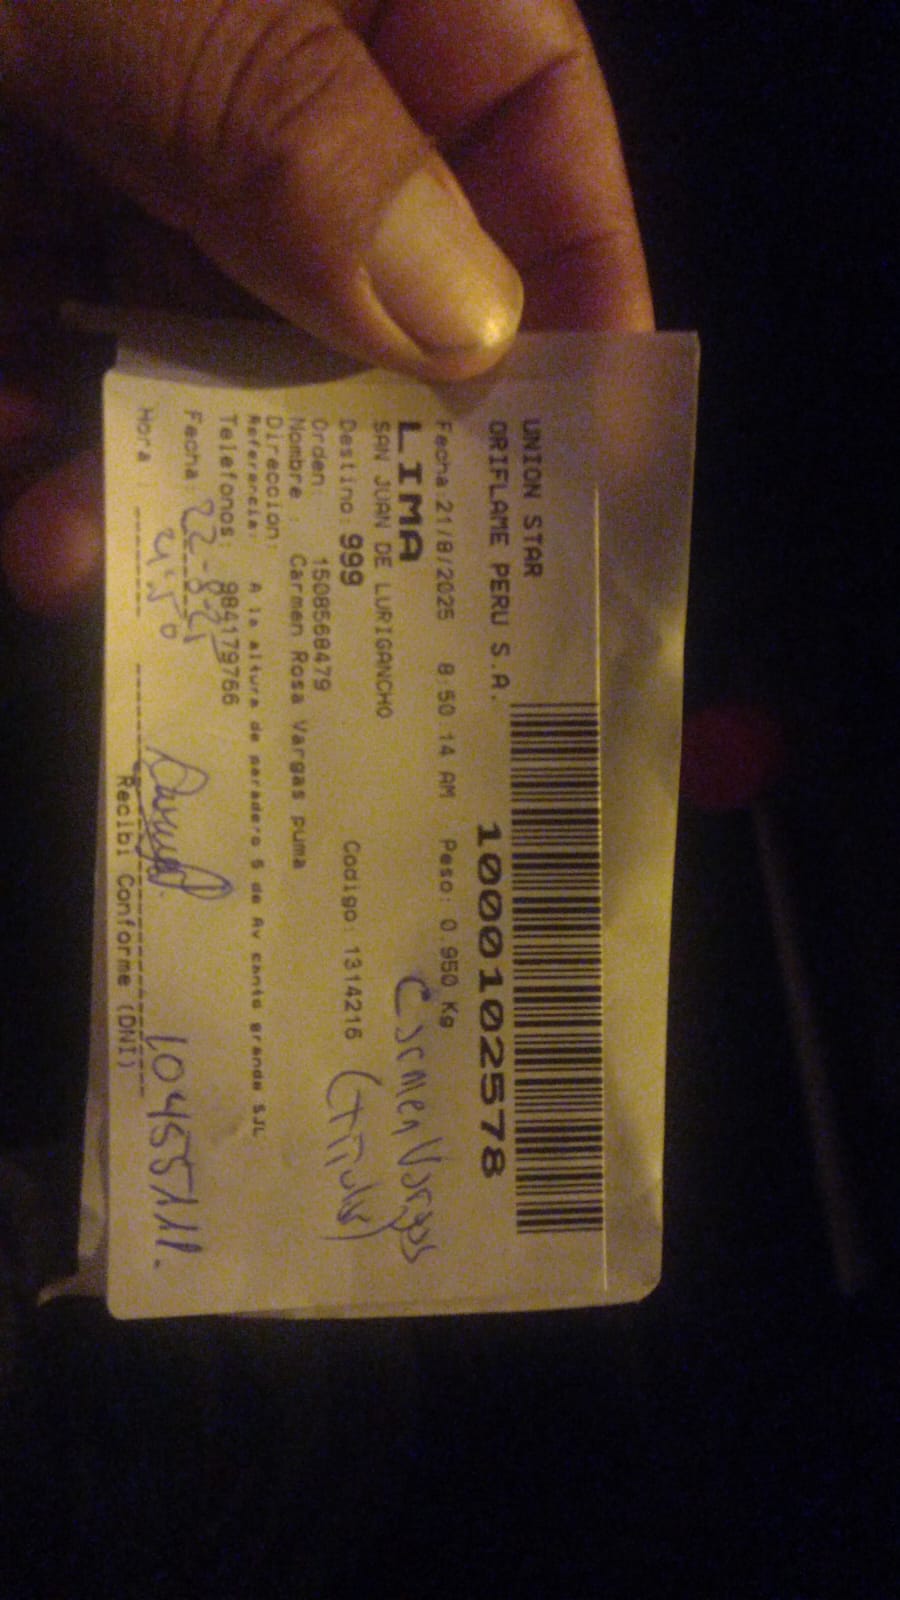 UNION STAR
ORIFLAME PERU S.A.
1000102578
Fecha:21/8/2025 8:50 14 AM Peso: 0.950 Kg
LIMA
Carmen Vargas
SAN JUAN DE LURIGANCHO
(titular)
Destino: 999 Codigo: 1314216
Orden: 1508568479
Nombre : Carmen Rosa Vargas puma
Direccion:
Referencia: A la altura de paradero 5 de Av canto grande SJL
Telefonos: 984179766
Fecha: 22-8-25
Hora : 4:50
10455111.
Recibi Conforme (DNI)